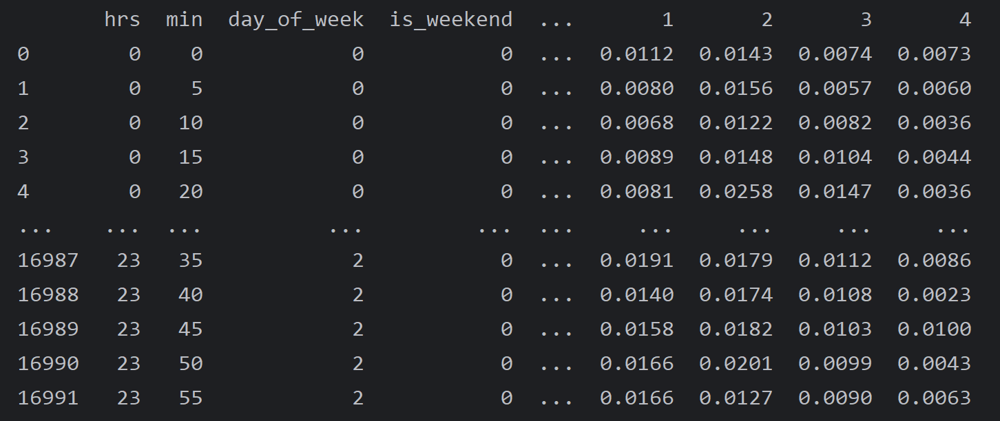 hrs min day_of_week is_weekend ... 1 2 3 4
0 0 0 0 0 ... 0.0112 0.0143 0.0074 0.0073
1 0 5 0 0 ... 0.0080 0.0156 0.0057 0.0060
2 0 10 0 0 ... 0.0068 0.0122 0.0082 0.0036
3 0 15 0 0 ... 0.0089 0.0148 0.0104 0.0044
4 0 20 0 0 ... 0.0081 0.0258 0.0147 0.0036
... ... ... ... ... ... ... ... ... ...
16987 23 35 2 0 ... 0.0191 0.0179 0.0112 0.0086
16988 23 40 2 0 ... 0.0140 0.0174 0.0108 0.0023
16989 23 45 2 0 ... 0.0158 0.0182 0.0103 0.0100
16990 23 50 2 0 ... 0.0166 0.0201 0.0099 0.0043
16991 23 55 2 0 ... 0.0166 0.0127 0.0090 0.0063